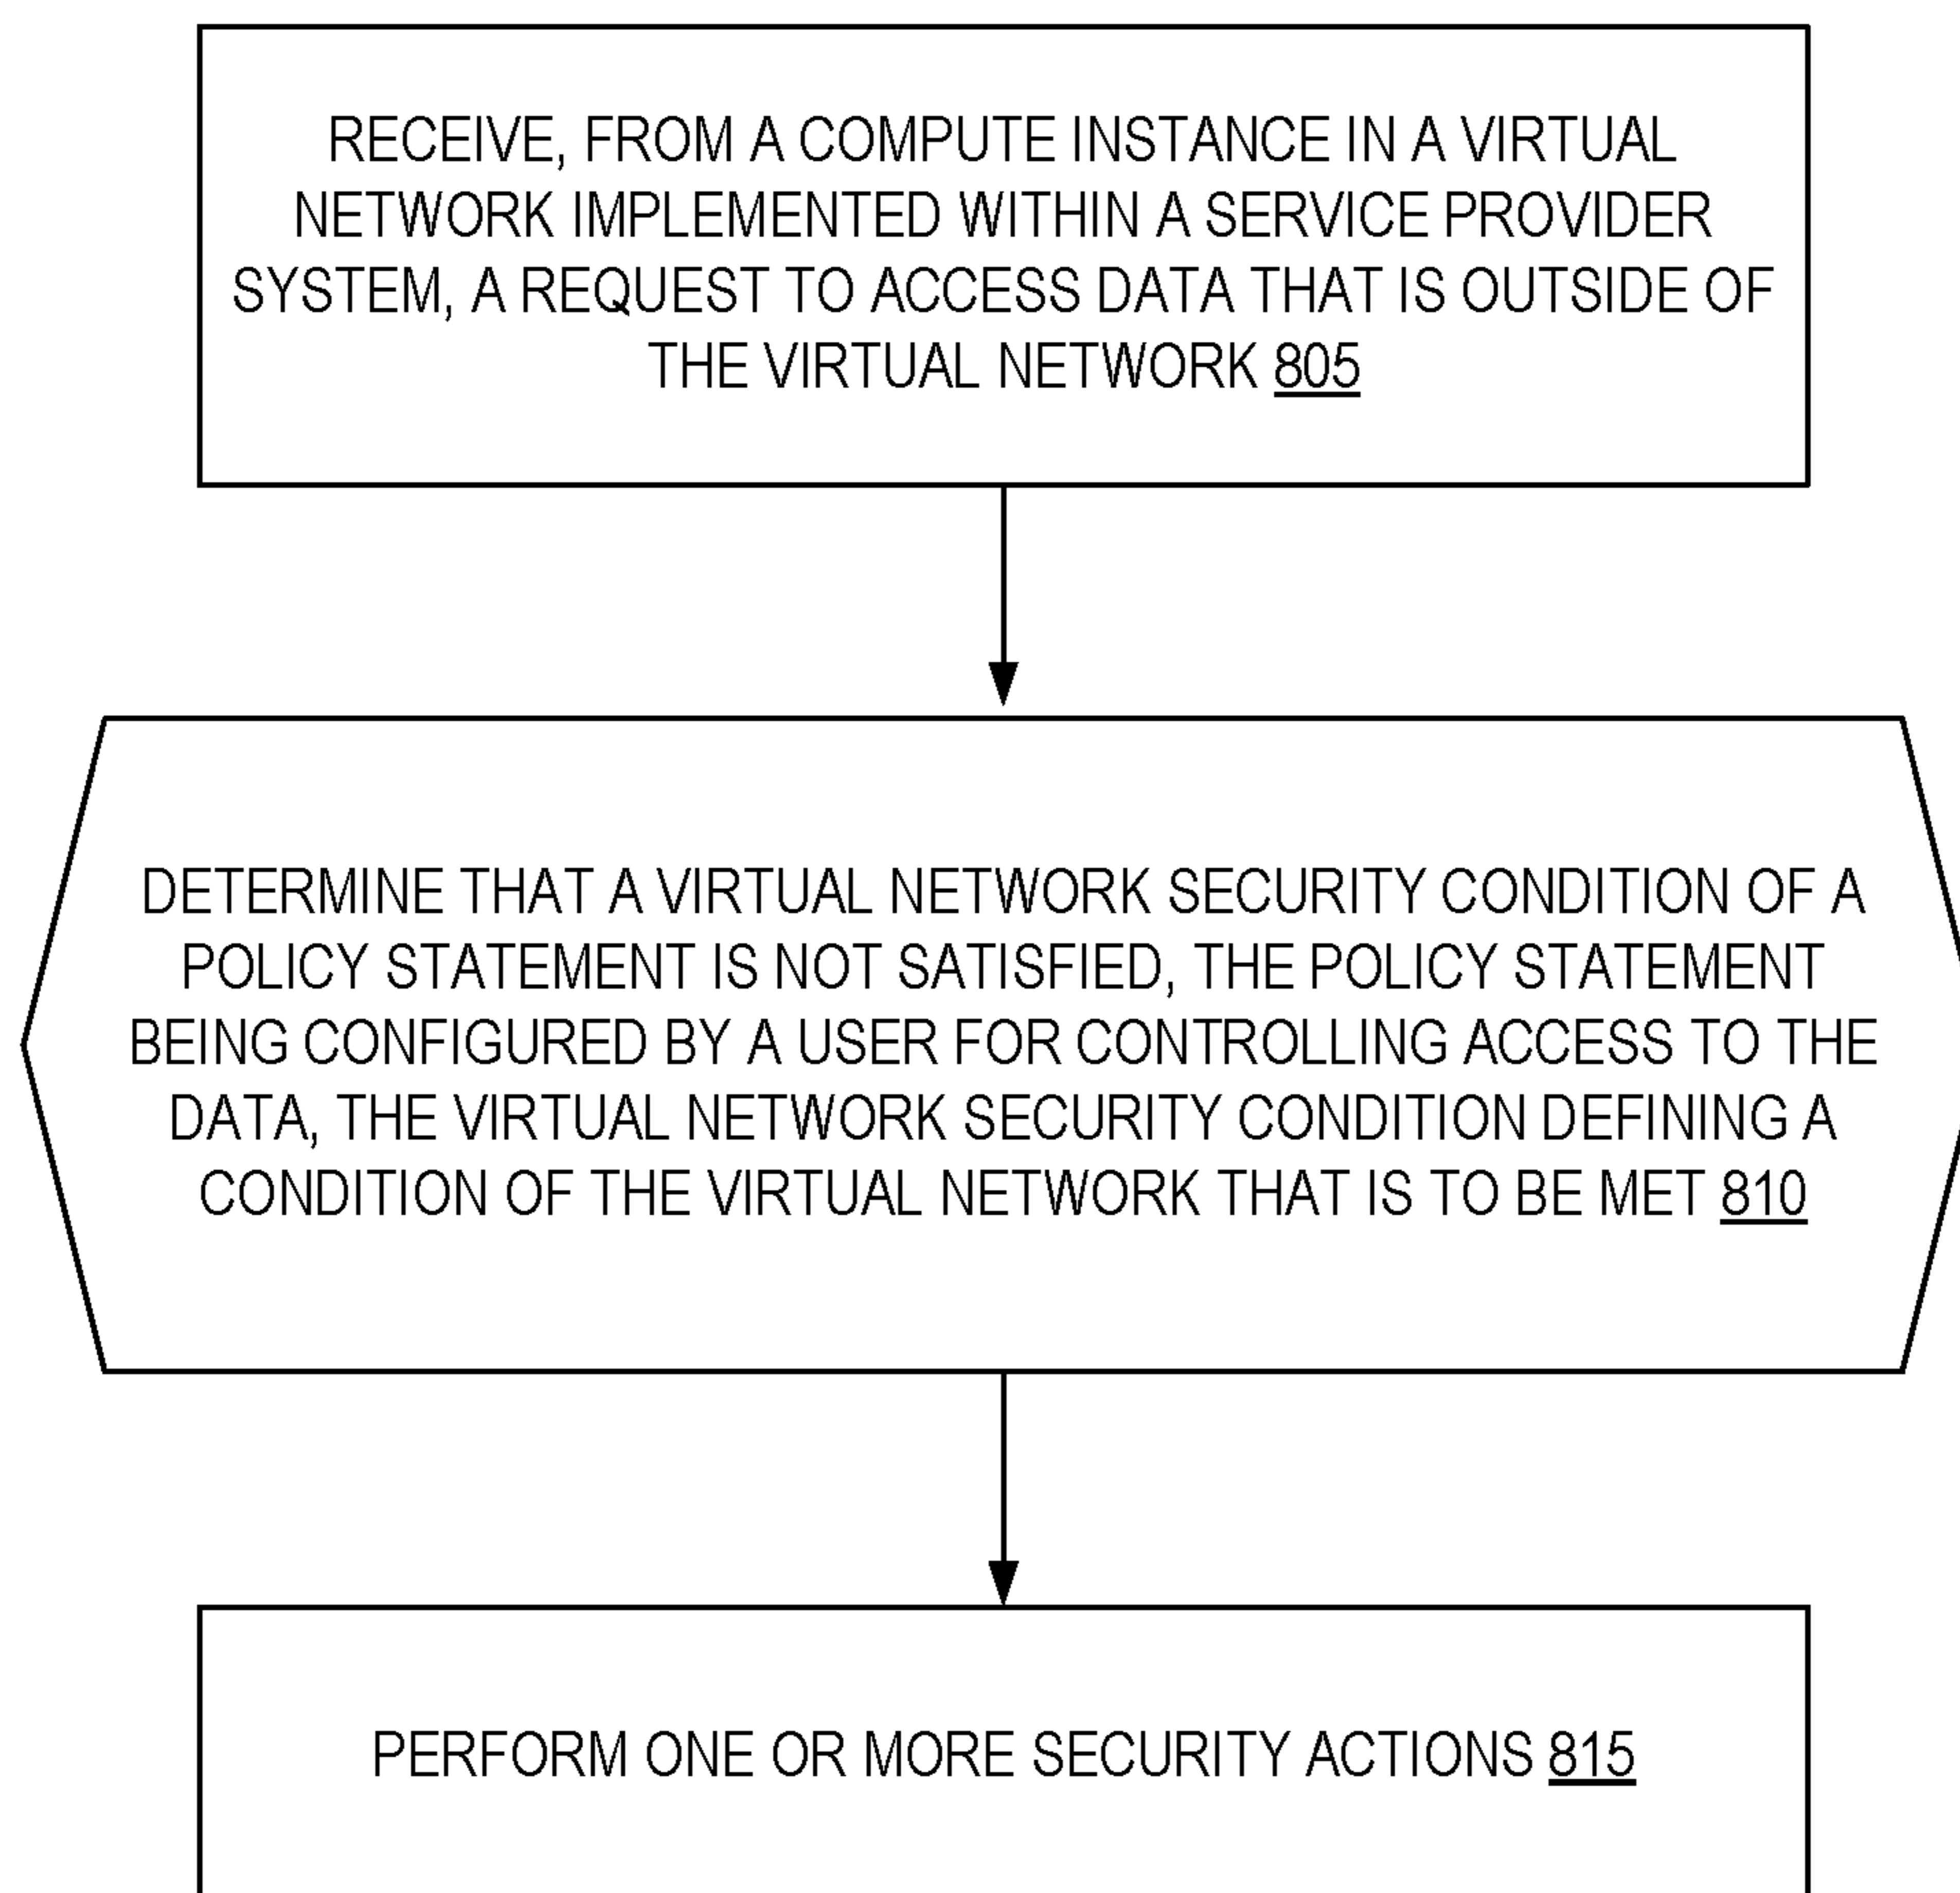 RECEIVE, FROM A COMPUTE INSTANCE IN A VIRTUAL
NETWORK IMPLEMENTED WITHIN A SERVICE PROVIDER
SYSTEM, A REQUEST TO ACCESS DATA THAT IS OUTSIDE OF
THE VIRTUAL NETWORK 805
DETERMINE THAT A VIRTUAL NETWORK SECURITY CONDITION OF A
POLICY STATEMENT IS NOT SATISFIED, THE POLICY STATEMENT
BEING CONFIGURED BY A USER FOR CONTROLLING ACCESS TO THE
DATA, THE VIRTUAL NETWORK SECURITY CONDITION DEFINING A
CONDITION OF THE VIRTUAL NETWORK THAT IS TO BE MET 810
PERFORM ONE OR MORE SECURITY ACTIONS 815